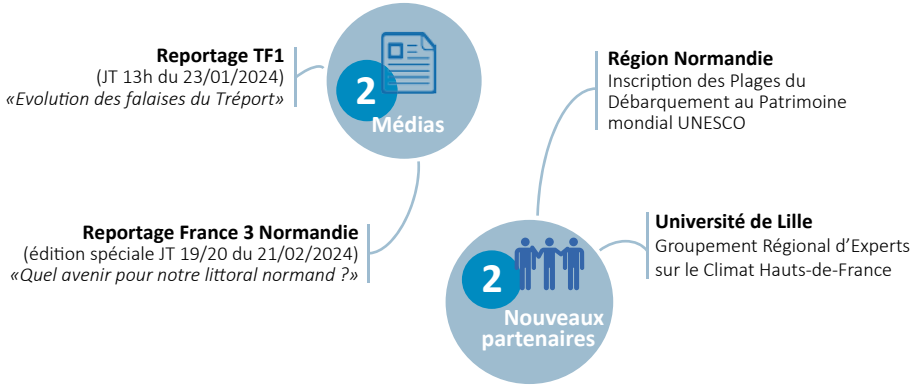 Reportage TF1
(JT 13h du 23/01/2024)
«Evolution des falaises du Tréport»
2
Médias
Reportage France 3 Normandie
(édition spéciale JT 19/20 du 21/02/2024)
«Quel avenir pour notre littoral normand ?»
Région Normandie
Inscription des Plages du
Débarquement au Patrimoine
mondial UNESCO
Université de Lille
Groupement Régional d’Experts
sur le Climat Hauts-de-France
2
Nouveaux
partenaires